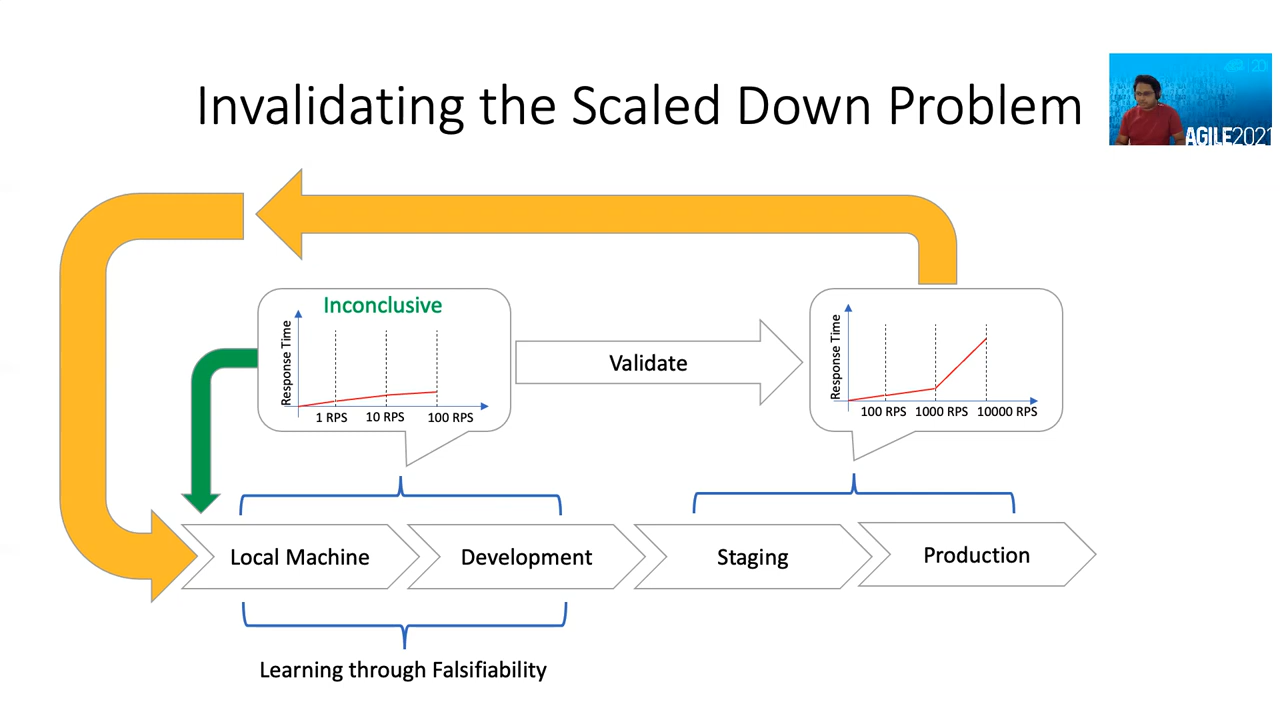 Invalidating the Scaled Down Problem
AGILE2021
Inconclusive
Response Time
1 RPS
10 RPS
100 RPS
Validate
Response Time
100 RPS
1000 RPS
10000 RPS
Local Machine
Development
Staging
Production
Learning through Falsifiability